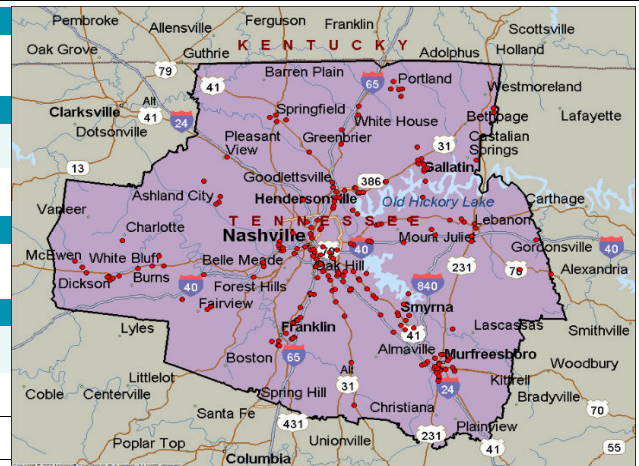 Pembroke
Allensville
Ferguson
Franklin
Scottsville
Oak Grove
Guthrie
KENTUCKY
Adolphus
Holland
79
41
Barren Plain
65
Portland
Westmoreland
Clarksville
Alt
41
24
Springfield
White House
Bethpage
Lafayette
Dotsonville
Pleasant
View
Greenbrier
31
Castalian
Springs
13
Goodlettsville
386
Gallatin
Ashland City
Hendersonville
Old Hickory Lake
Carthage
Vanleer
TENNESSEE
Lebanon
Charlotte
Nashville
40
Mount Juliet
Gordonsville
40
McEwen
White Bluff
Belle Meade
Oak Hill
231
70
Alexandria
Dickson
Burns
40
Forest Hills
840
Fairview
Smyrna
Lyles
Franklin
41
Lascassas
Smithville
Boston
65
Almaville
Murfreesboro
Woodbury
Littlelot
Alt
31
24
Kittrell
Coble
Centerville
Spring Hill
Bradyville
Santa Fe
431
Christiana
70
Poplar Top
Unionville
231
Plainview
41
55
Columbia